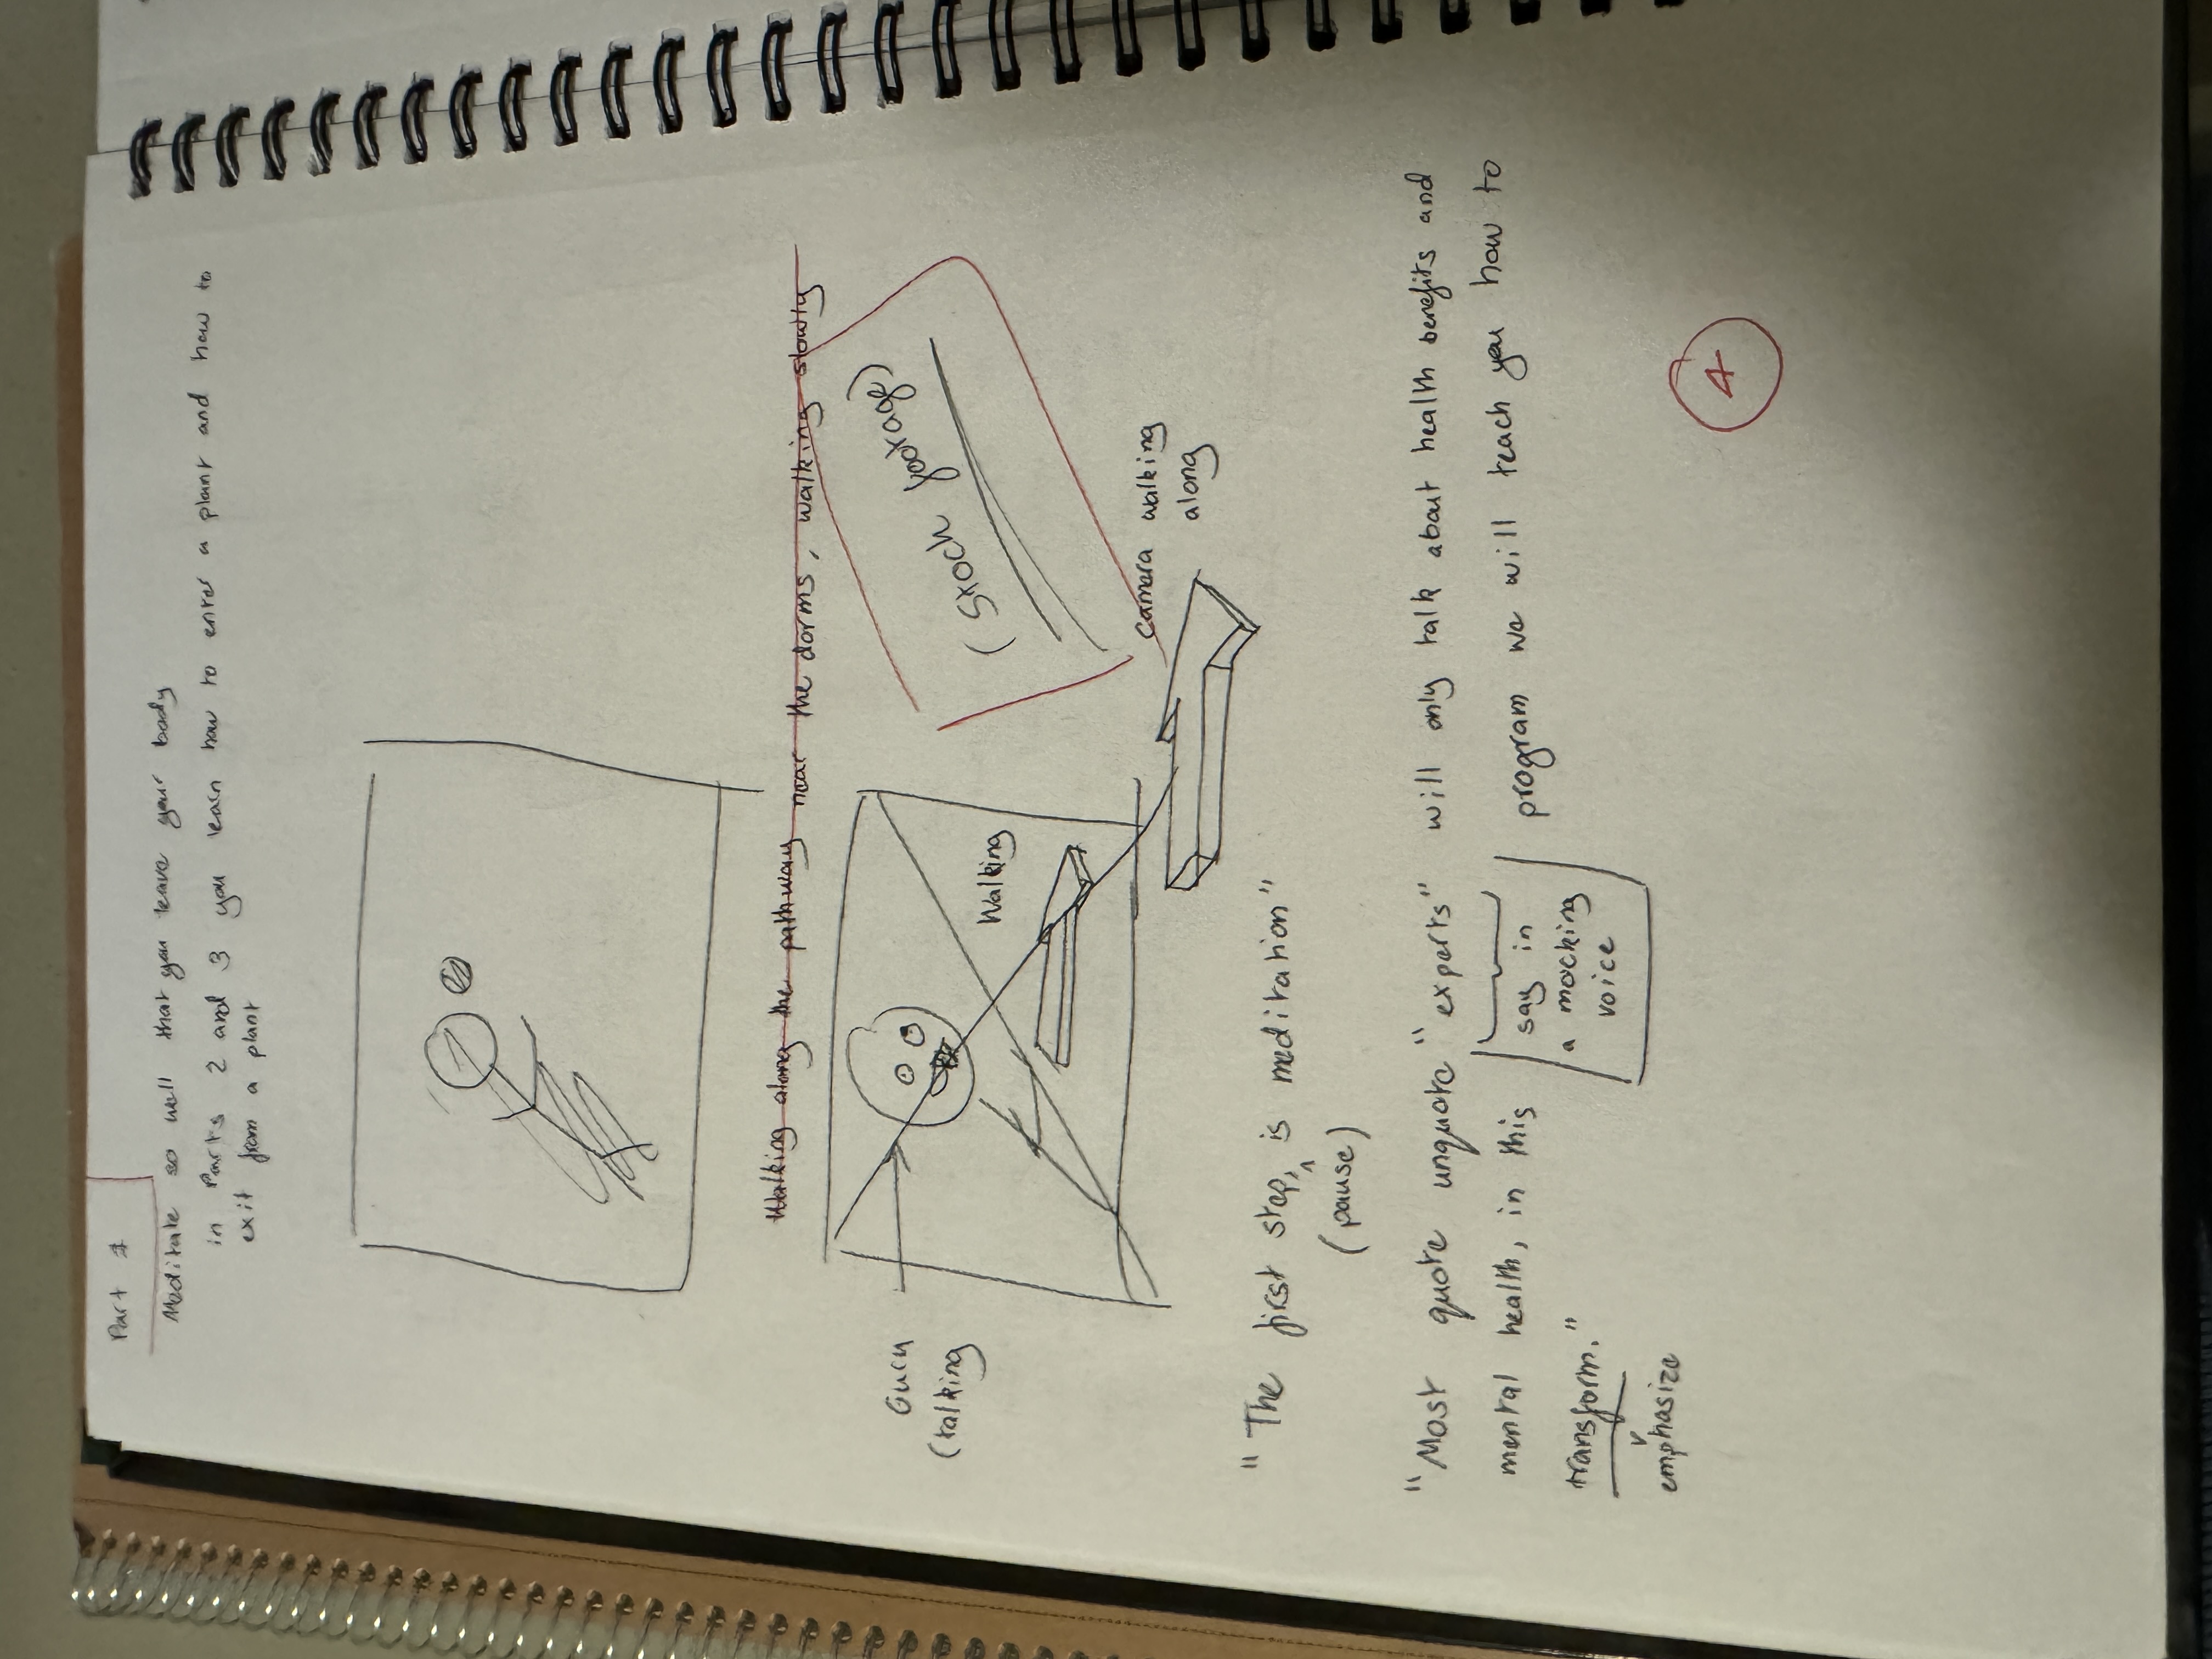 Part 1
Meditate so well that you leave your body
in Parts 2 and 3 you learn how to enter a plant and how to
exit from a plant
Walking along the pathway near the dorms, walking slowly
Guru
(talking
Walking
(Stock footage)
Camera walking
along
"The first step, is meditation"
(pause)
"Most quote unquote "experts" will only talk about health benefits and
mental health, in this program we will teach you how to
say in
a mocking
voice
transform."
emphasize
4